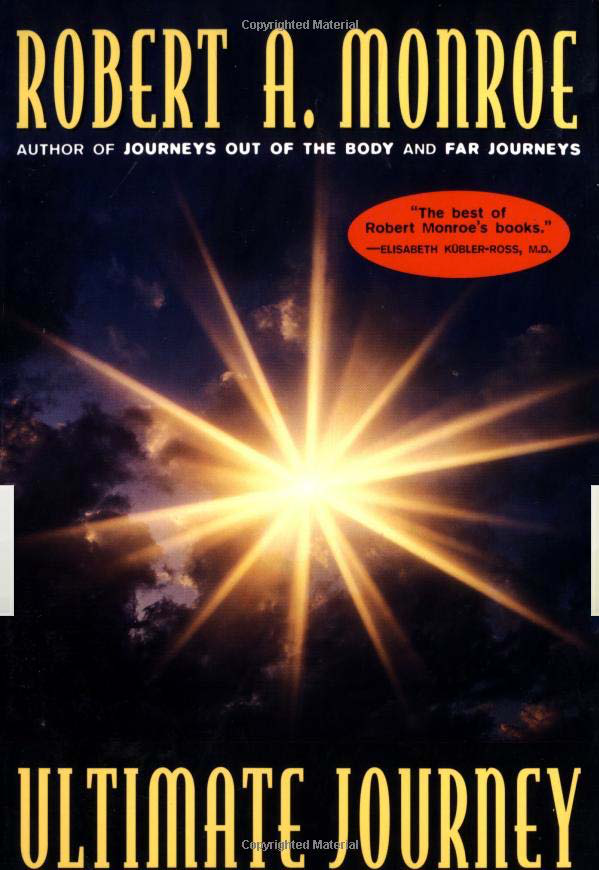 Copyrighted Material
ROBERT A. MONROE
AUTHOR OF JOURNEYS OUT OF THE BODY AND FAR JOURNEYS
"The best of
Robert Monroe's books."
—ELISABETH KÜBLER-ROSS, M.D.
ULTIMATE JOURNEY
Copyrighted Material